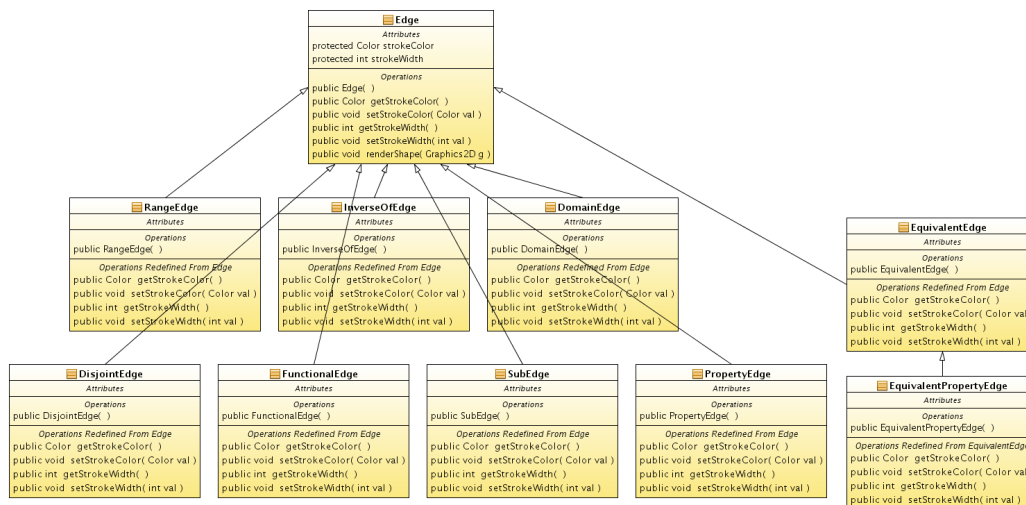 Edge
Attributes
protected Color strokeColor
protected int strokeWidth
Operations
public Edge( )
public Color getStrokeColor( )
public void setStrokeColor( Color val )
public int getStrokeWidth( )
public void setStrokeWidth( int val )
public void renderShape( Graphics2D g )
RangeEdge
Attributes
Operations
public RangeEdge( )
Operations Redefined From Edge
public Color getStrokeColor( )
public void setStrokeColor( Color val )
public int getStrokeWidth( )
public void setStrokeWidth( int val )
InverseOfEdge
Attributes
Operations
public InverseOfEdge( )
Operations Redefined From Edge
public Color getStrokeColor( )
public void setStrokeColor( Color val )
public int getStrokeWidth( )
public void setStrokeWidth( int val )
DomainEdge
Attributes
Operations
public DomainEdge( )
Operations Redefined From Edge
public Color getStrokeColor( )
public void setStrokeColor( Color val )
public int getStrokeWidth( )
public void setStrokeWidth( int val )
EquivalentEdge
Attributes
Operations
public EquivalentEdge( )
Operations Redefined From Edge
public Color getStrokeColor( )
public void setStrokeColor( Color val
public int getStrokeWidth( )
public void setStrokeWidth( int val )
DisjointEdge
Attributes
Operations
public DisjointEdge( )
Operations Redefined From Edge
public Color getStrokeColor( )
public void setStrokeColor( Color val )
public int getStrokeWidth( )
public void setStrokeWidth( int val )
FunctionalEdge
Attributes
Operations
public FunctionalEdge( )
Operations Redefined From Edge
public Color getStrokeColor( )
public void setStrokeColor( Color val )
public int getStrokeWidth( )
public void setStrokeWidth( int val )
SubEdge
Attributes
Operations
public SubEdge( )
Operations Redefined From Edge
public Color getStrokeColor( )
public void setStrokeColor( Color val )
public int getStrokeWidth( )
public void setStrokeWidth( int val )
PropertyEdge
Attributes
Operations
public PropertyEdge( )
Operations Redefined From Edge
public Color getStrokeColor( )
public void setStrokeColor( Color val )
public int getStrokeWidth( )
public void setStrokeWidth( int val )
EquivalentPropertyEdge
Attributes
Operations
public EquivalentPropertyEdge( )
Operations Redefined From EquivalentEdge
public Color getStrokeColor( )
public void setStrokeColor( Color val
public int getStrokeWidth( )
public void setStrokeWidth( int val )